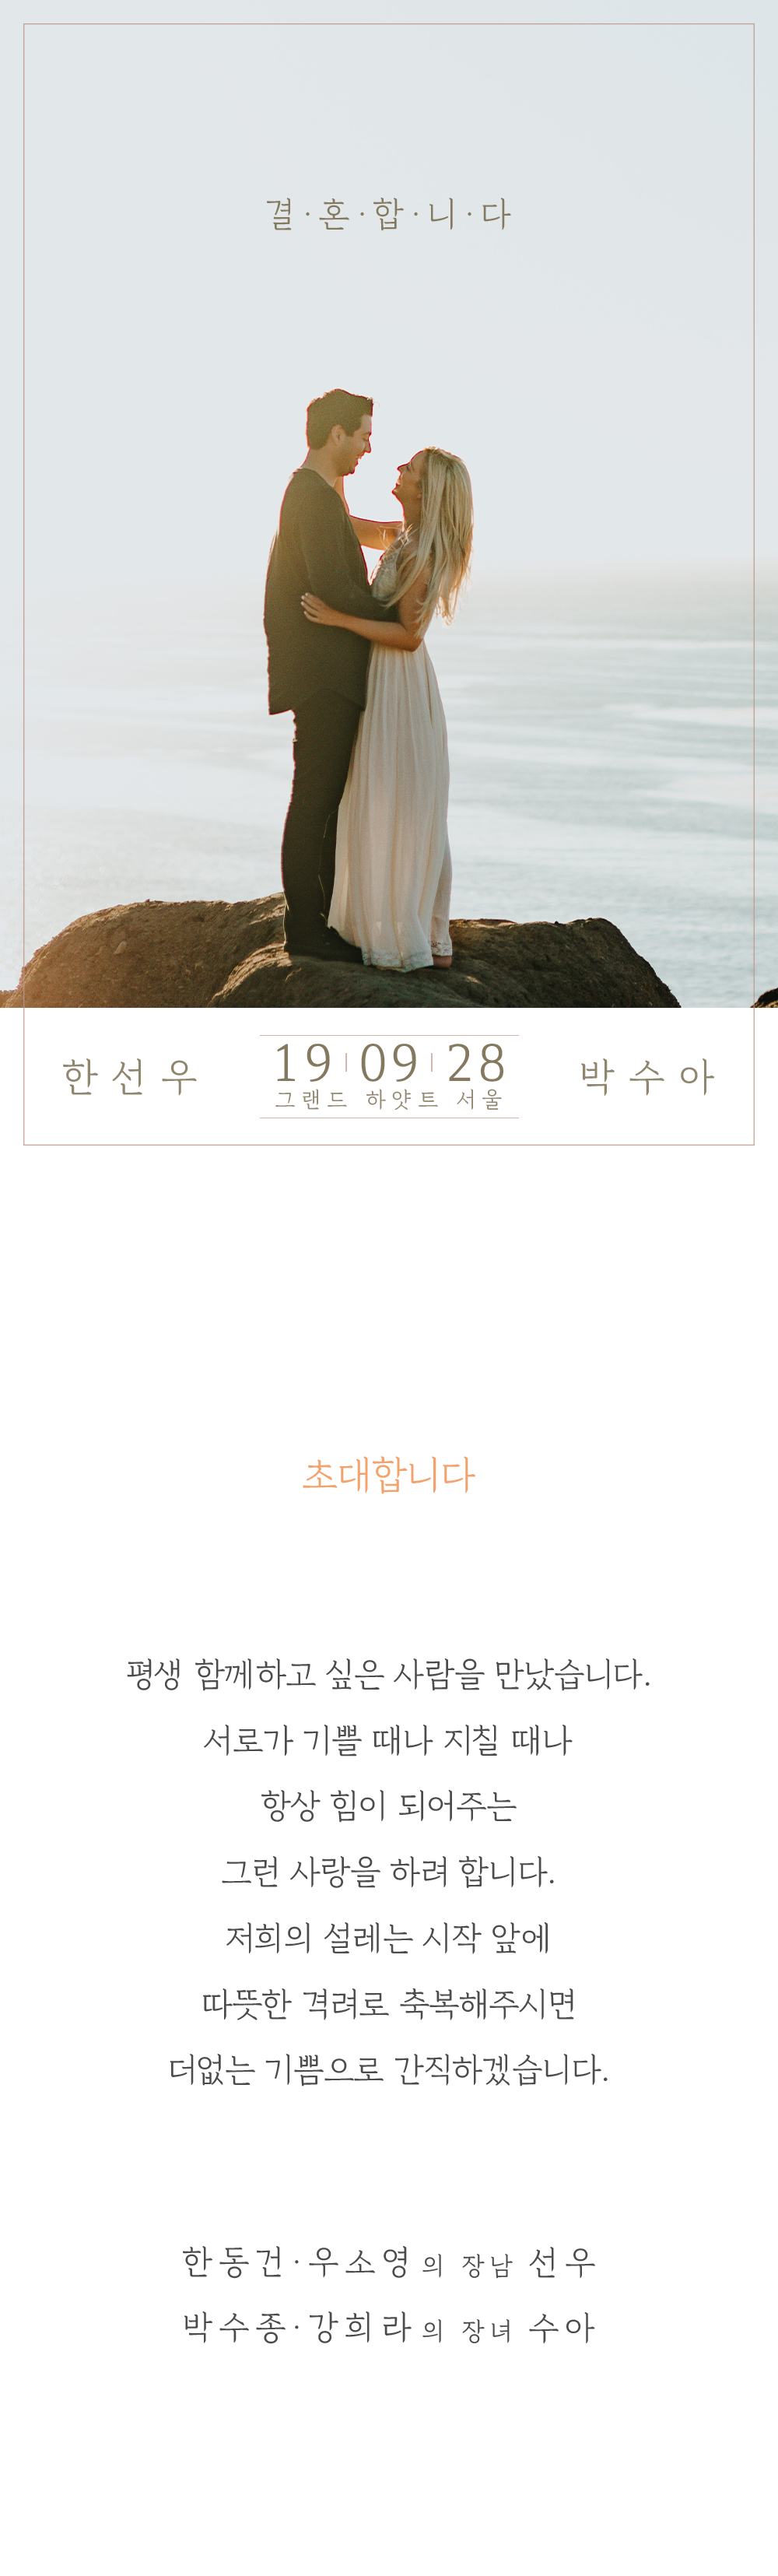 결·혼·합·니·다
한선우
19 | 09 | 28
그랜드 하얏트 서울
박수아
초대합니다
평생 함께하고 싶은 사람을 만났습니다.
서로가 기쁠 때나 지칠 때나
항상 힘이 되어주는
그런 사랑을 하려 합니다.
저희의 설레는 시작 앞에
따뜻한 격려로 축복해주시면
더없는 기쁨으로 간직하겠습니다.
한동건·우소영의 장남 선우
박수종·강희라의 장녀 수아